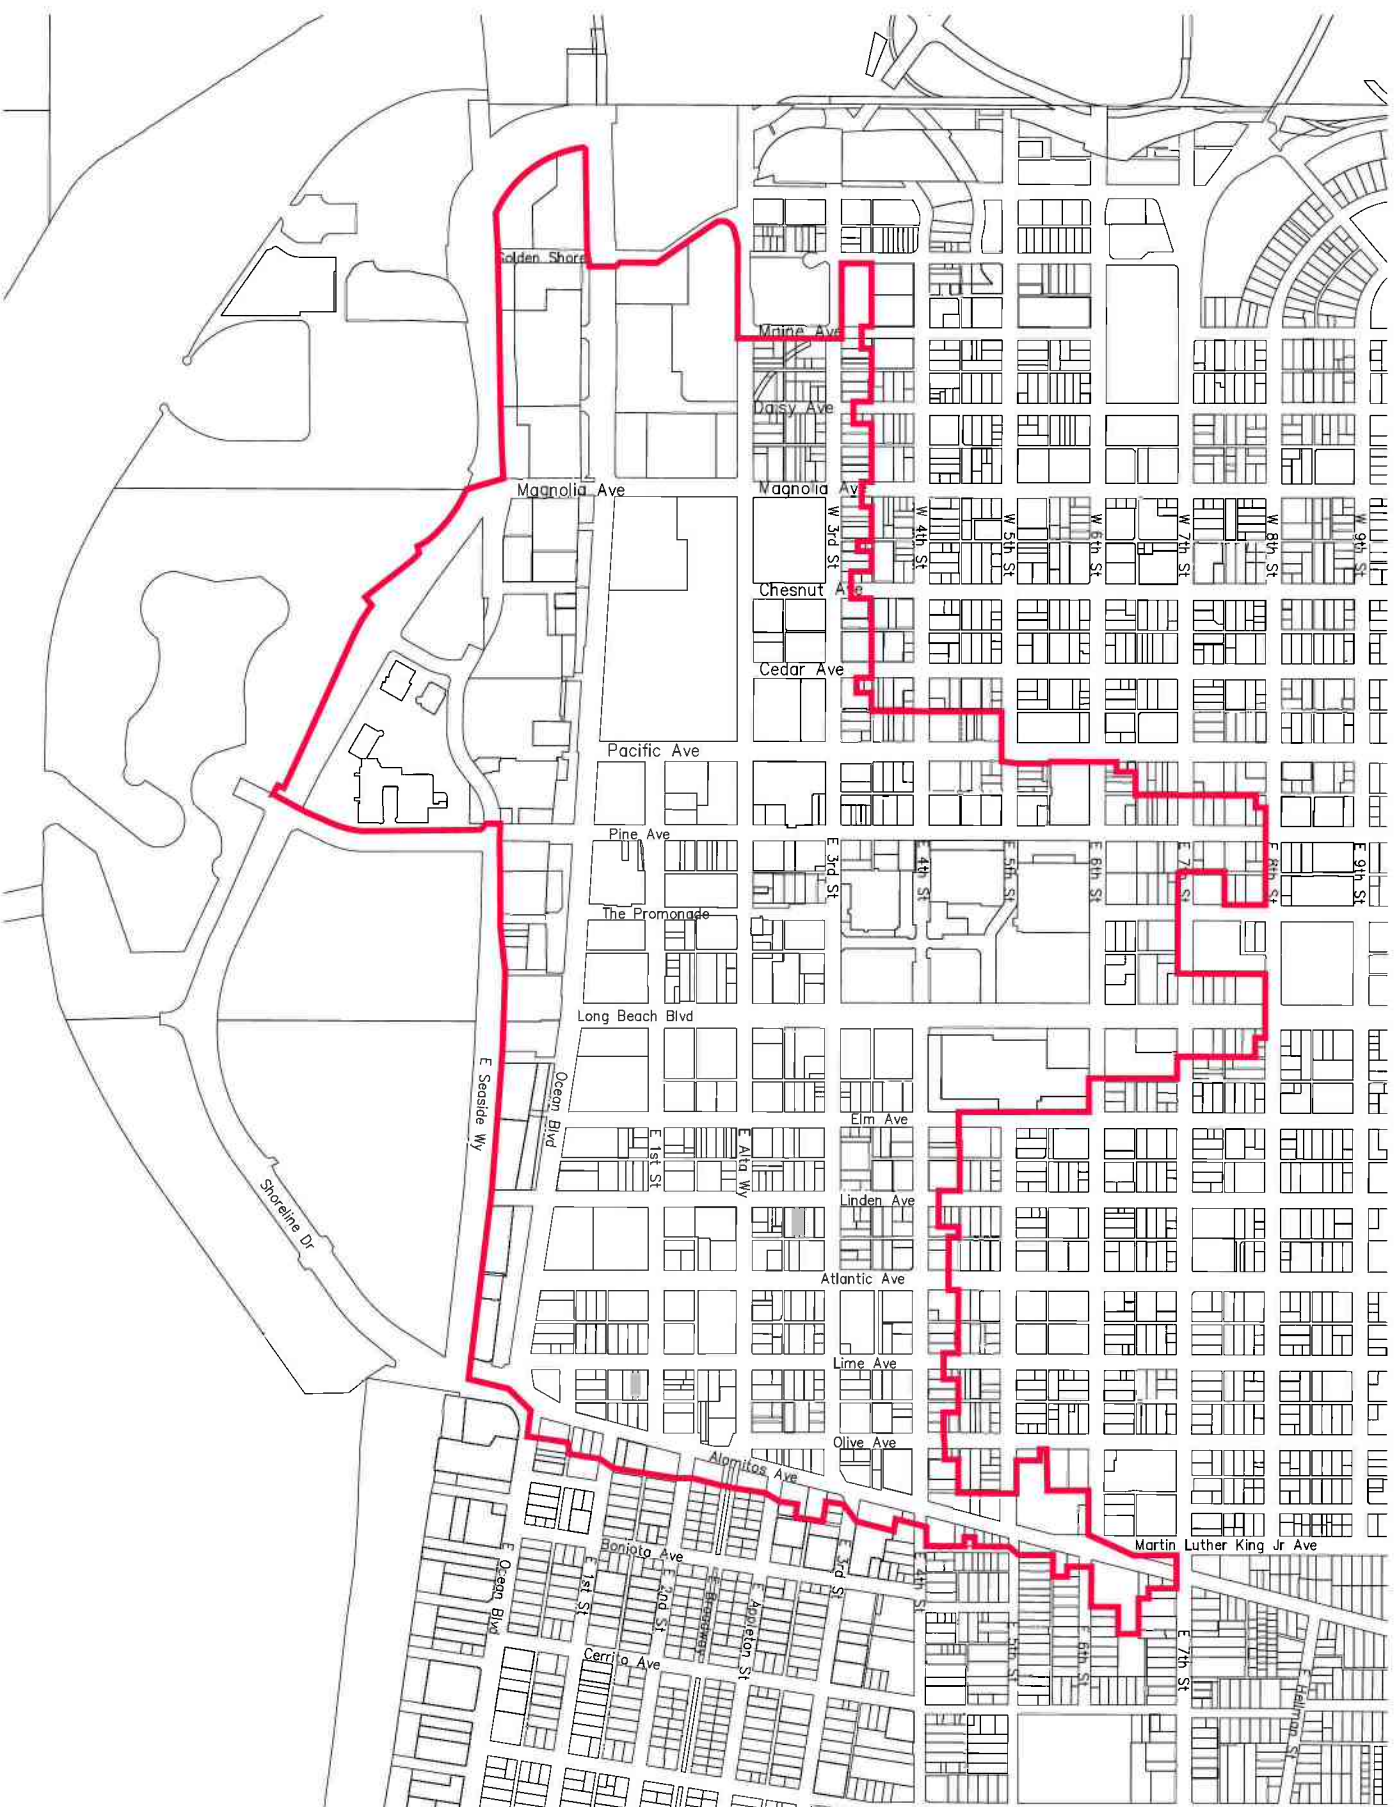 Golden Shore
Maine Ave
Daisy Ave
Magnolia Ave
Magnolia Ave
W 3rd St
W 4th St
W 5th St
W 6th St
W 7th St
W 8th St
W 9th St
Chesnut Ave
Cedar Ave
Pacific Ave
Pine Ave
E 3rd St
E 4th St
E 5th St
E 6th St
E 7th St
E 8th St
E 9th St
The Promonade
Long Beach Blvd
E Seaside Wy
Ocean Blvd
Elm Ave
E 1st St
E Alta Wy
Linden Ave
Shoreline Dr
Atlantic Ave
Lime Ave
Olive Ave
Alamitos Ave
Martin Luther King Jr Ave
Boniota Ave
E Ocean Blvd
E 1st St
E 2nd St
E Broadway
E Appleton St
E 3rd St
E 4th St
E 5th St
E 6th St
E 7th St
Cerrito Ave
E Hellman St